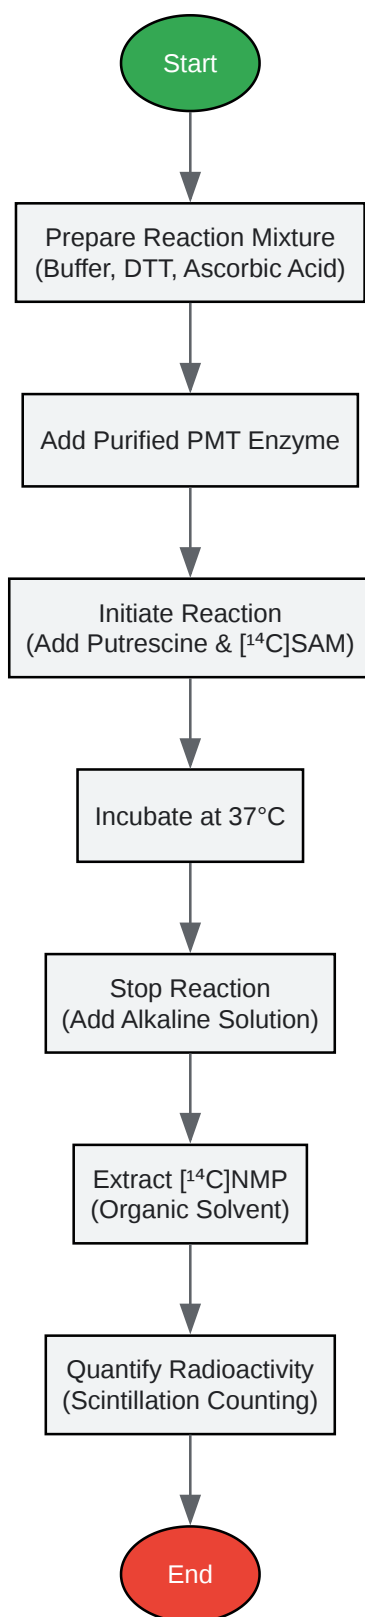 Start
Prepare Reaction Mixture
(Buffer, DTT, Ascorbic Acid)
Add Purified PMT Enzyme
Initiate Reaction
(Add Putrescine & [¹⁴C]SAM)
Incubate at 37°C
Stop Reaction
(Add Alkaline Solution)
Extract [¹⁴C]NMP
(Organic Solvent)
Quantify Radioactivity
(Scintillation Counting)
End